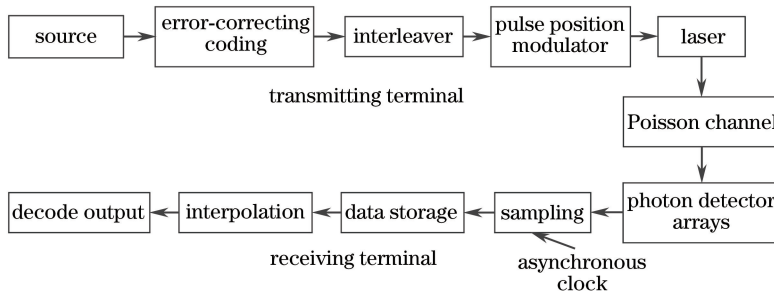 source
error-correcting
coding
interleaver
pulse position
modulator
laser
transmitting terminal
Poisson channel
decode output
interpolation
data storage
sampling
photon detector
arrays
receiving terminal
asynchronous
clock